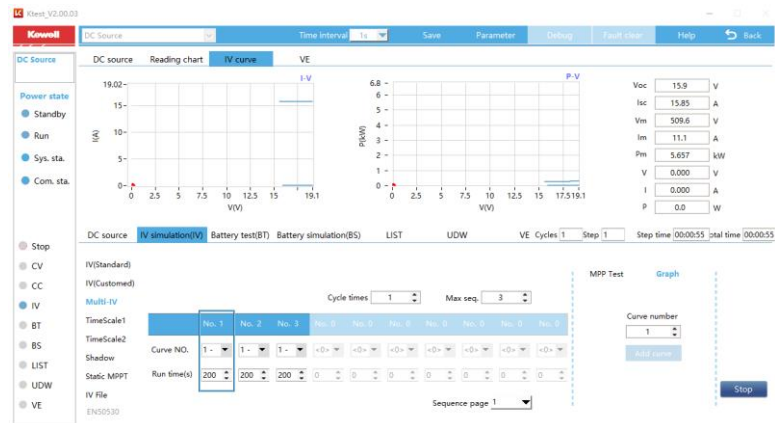 Ktest_V2.00.03
Kewell DC Source Time interval 1s Save Parameter Debug Fault clear Help Back
DC Source DC source Reading chart IV curve VE
I-V P-V
19.02 15 10 5 0
I(A)
0 2.5 5 7.5 10 12.5 15 19.1
V(V)
6.8 6 5 4 3 2 1 0
P(kW)
0 2.5 5 7.5 10 12.5 15 17.5 19.1
V(V)
Voc 15.9 V
Isc 15.85 A
Vm 509.6 V
Im 11.1 A
Pm 5.657 kW
V 0.000 V
I 0.000 A
P 0.0 W
Power state
Standby
Run
Sys. sta.
Com. sta.
DC source IV simulation(IV) Battery test(BT) Battery simulation(BS) LIST UDW VE Cycles 1 Step 1 Step time 00:00:55 otal time 00:00:55
Stop
CV
CC
IV
BT
BS
LIST
UDW
VE
IV(Standard)
IV(Customed)
Multi-IV
TimeScale1
TimeScale2
Shadow
Static MPPT
IV File
EN50530
Cycle times 1 Max seq. 3
No. 1 No. 2 No. 3 No. 0 No. 0 No. 0 No. 0 No. 0 No. 0
Curve NO. 1 - 1 - 1 - <0> <0> <0> <0> <0> <0>
Run time(s) 200 200 200 0 0 0 0 0 0
Sequence page 1
MPP Test Graph
Curve number
1
Add curve
Stop